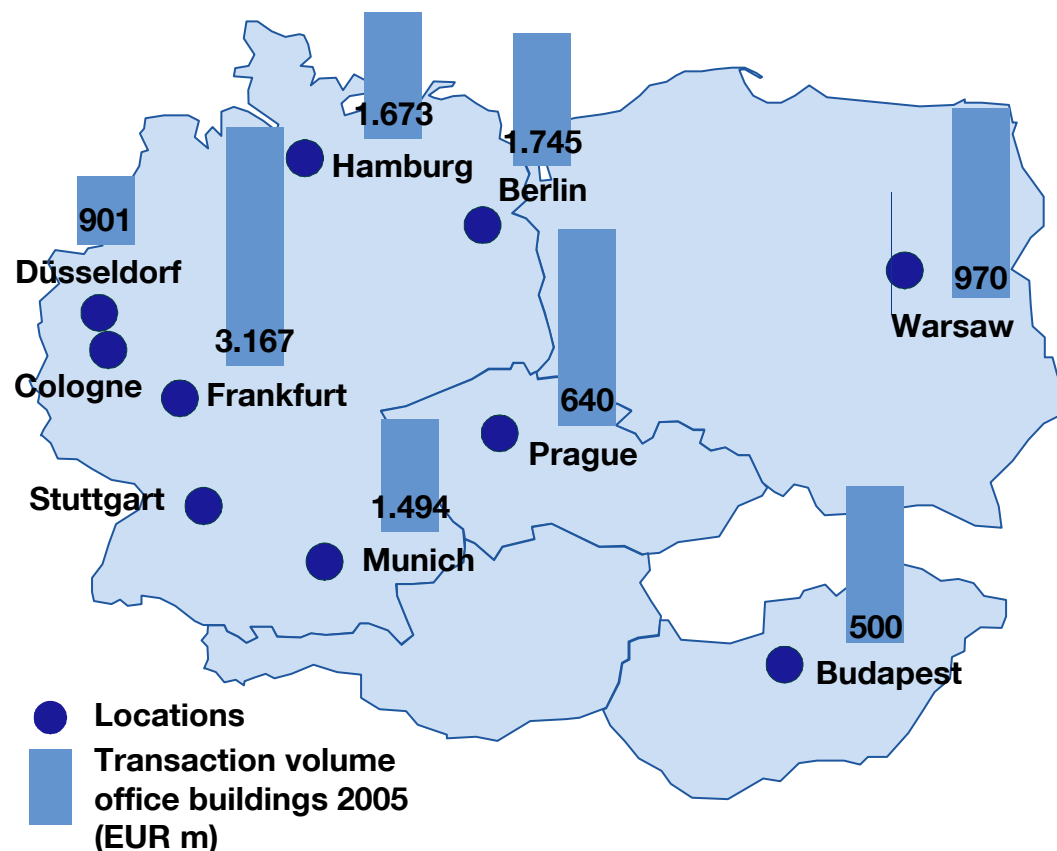 1.673
Hamburg
1.745
Berlin
901
Düsseldorf
3.167
Frankfurt
Cologne
970
Warsaw
640
Prague
Stuttgart
1.494
Munich
500
Budapest
Locations
Transaction volume
office buildings 2005
(EUR m)